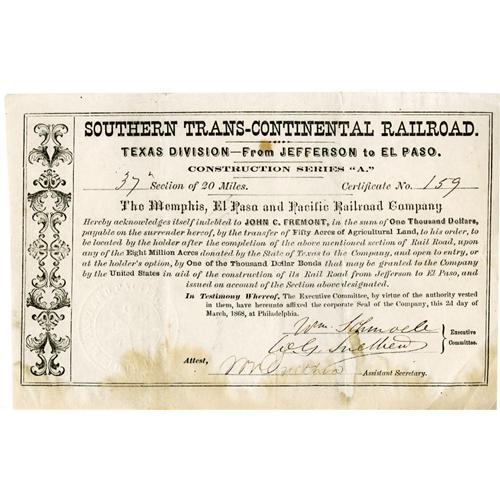 SOUTHERN TRANS-CONTINENTAL RAILROAD.
TEXAS DIVISION—From JEFFERSON to EL PASO.
CONSTRUCTION SERIES "A."
37" Section of 20 Miles. Certificate No. 159
The Memphis, El Paso and Pacific Railroad Company
Hereby acknowledges itself indebted to JOHN C. FREMONT, in the sum of One Thousand Dollars,
payable on the surrender hereof, by the transfer of Fifty Acres of Agricultural Land, to his order, to
be located by the holder after the completion of the above mentioned section of Rail Road, upon
any of the Eight Million Acres donated by the State of Texas to the Company, and open to entry, or
at the holder's option, by One of the Thousand Dollar Bonds that may be granted to the Company
by the United States in aid of the construction of its Rail Road from Jefferson to El Paso, and
issued on account of the Section above designated.
In Testimony Whereof, The Executive Committee, by virtue of the authority vested
in them, have hereunto affixed the corporate Seal of the Company, this 2d day of
March, 1868, at Philadelphia.
Wm. Schmoele
Executive
Committee.
Attest,
Assistant Secretary.